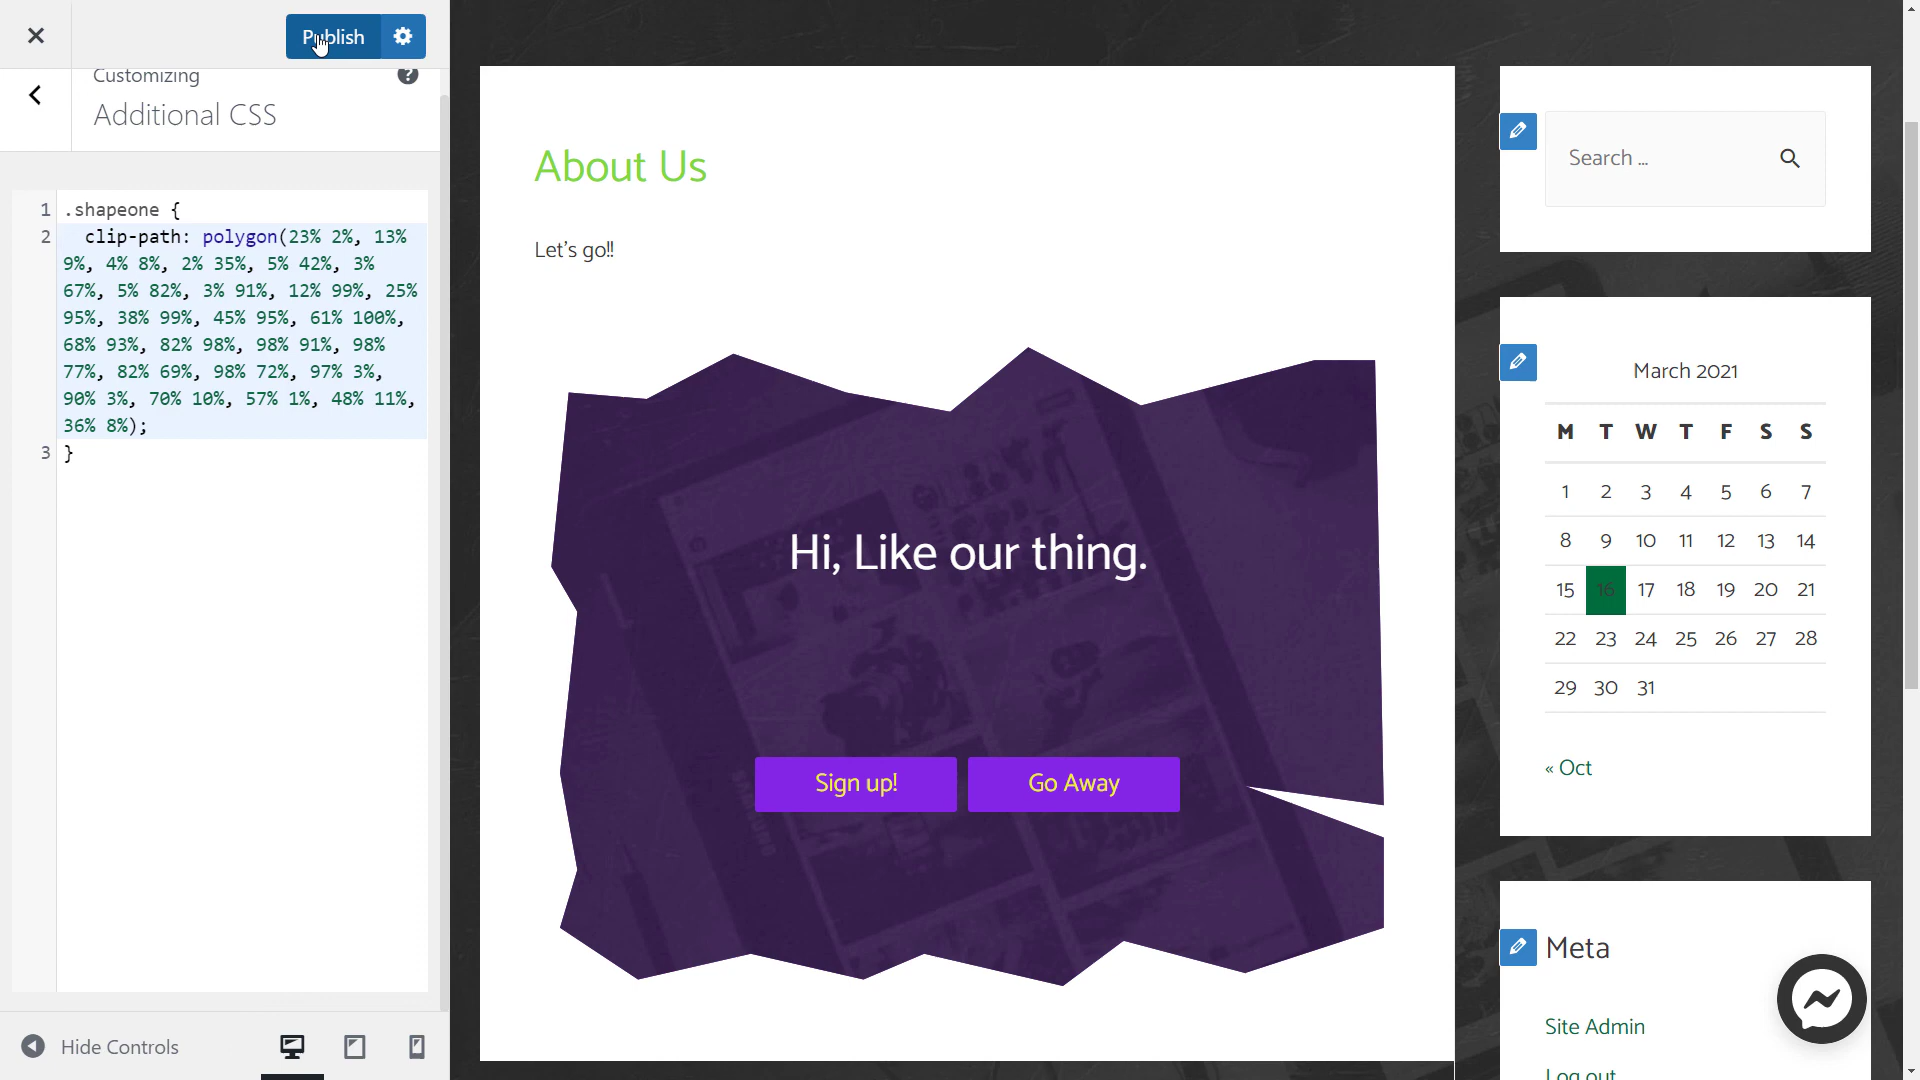 Publish
Customizing
Additional CSS
1 .shapeone {
2 clip-path: polygon(23% 2%, 13%
9%, 4% 8%, 2% 35%, 5% 42%, 3%
67%, 5% 82%, 3% 91%, 12% 99%, 25%
95%, 38% 99%, 45% 95%, 61% 100%,
68% 93%, 82% 98%, 98% 91%, 98%
77%, 82% 69%, 98% 72%, 97% 3%,
90% 3%, 70% 10%, 57% 1%, 48% 11%,
36% 8%);
3 }
Hide Controls
About Us
Let's go!!
Hi, Like our thing.
Sign up! Go Away
Search ...
March 2021
M T W T F S S
1 2 3 4 5 6 7
8 9 10 11 12 13 14
15 16 17 18 19 20 21
22 23 24 25 26 27 28
29 30 31
« Oct
Meta
Site Admin
Log out